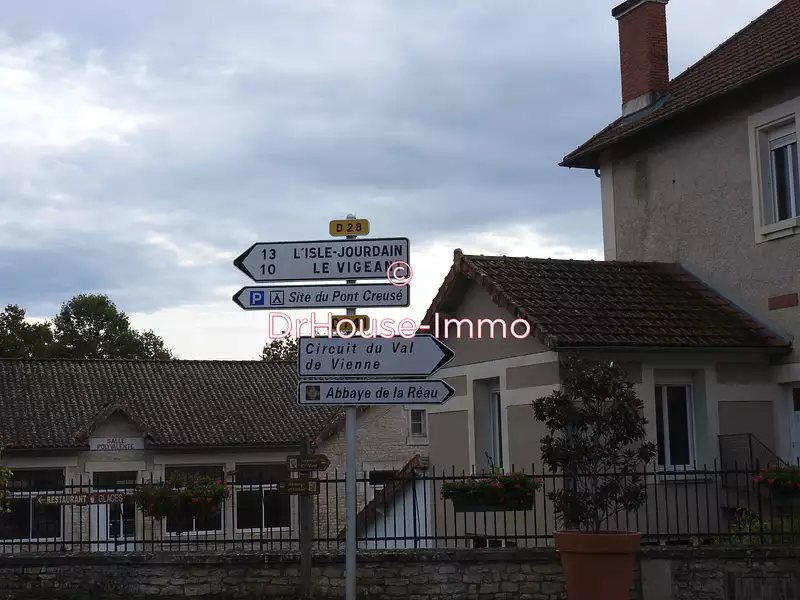 D 28
13 L'ISLE-JOURDAIN
10 LE VIGEANT
P Site du Pont Creusé
© DrHouse-Immo
Circuit du Val
de Vienne
Abbaye de la Réau
SALLE
POLYVALENTE
RESTAURANT GLACES